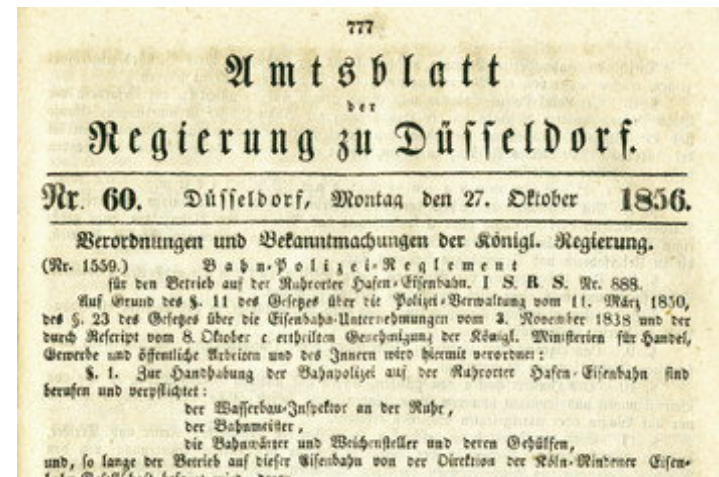 777
Amtsblatt
der
Regierung zu Düsseldorf.
Nr. 60. Düsseldorf, Montag den 27. Oktober 1856.
Verordnungen und Bekanntmachungen der Königl. Regierung.
(Nr. 1559.) Bahn-Polizei-Reglement
für den Betrieb auf der Ruhrorter Hafen-Eisenbahn. I S. R. S. Nr. 888.
Auf Grund des §. 11 des Gesetzes über die Polizei-Verwaltung vom 11. März 1850,
des §. 23 des Gesetzes über die Eisenbahn-Unternehmungen vom 3. November 1838 und der
durch Rescript vom 8. Oktober c. ertheilten Genehmigung der Königl. Ministerien für Handel,
Gewerbe und öffentliche Arbeiten und des Innern wird hiermit verordnet:
§. 1. Zur Handhabung der Bahnpolizei auf der Ruhrorter Hafen-Eisenbahn sind
berufen und verpflichtet:
der Wasserbau-Inspektor an der Ruhr,
der Bahnmeister,
die Bahnwärter und Weichensteller und deren Gehülfen,
und, so lange der Betrieb auf dieser Eisenbahn von der Direktion der Köln-Mindener Eisen-